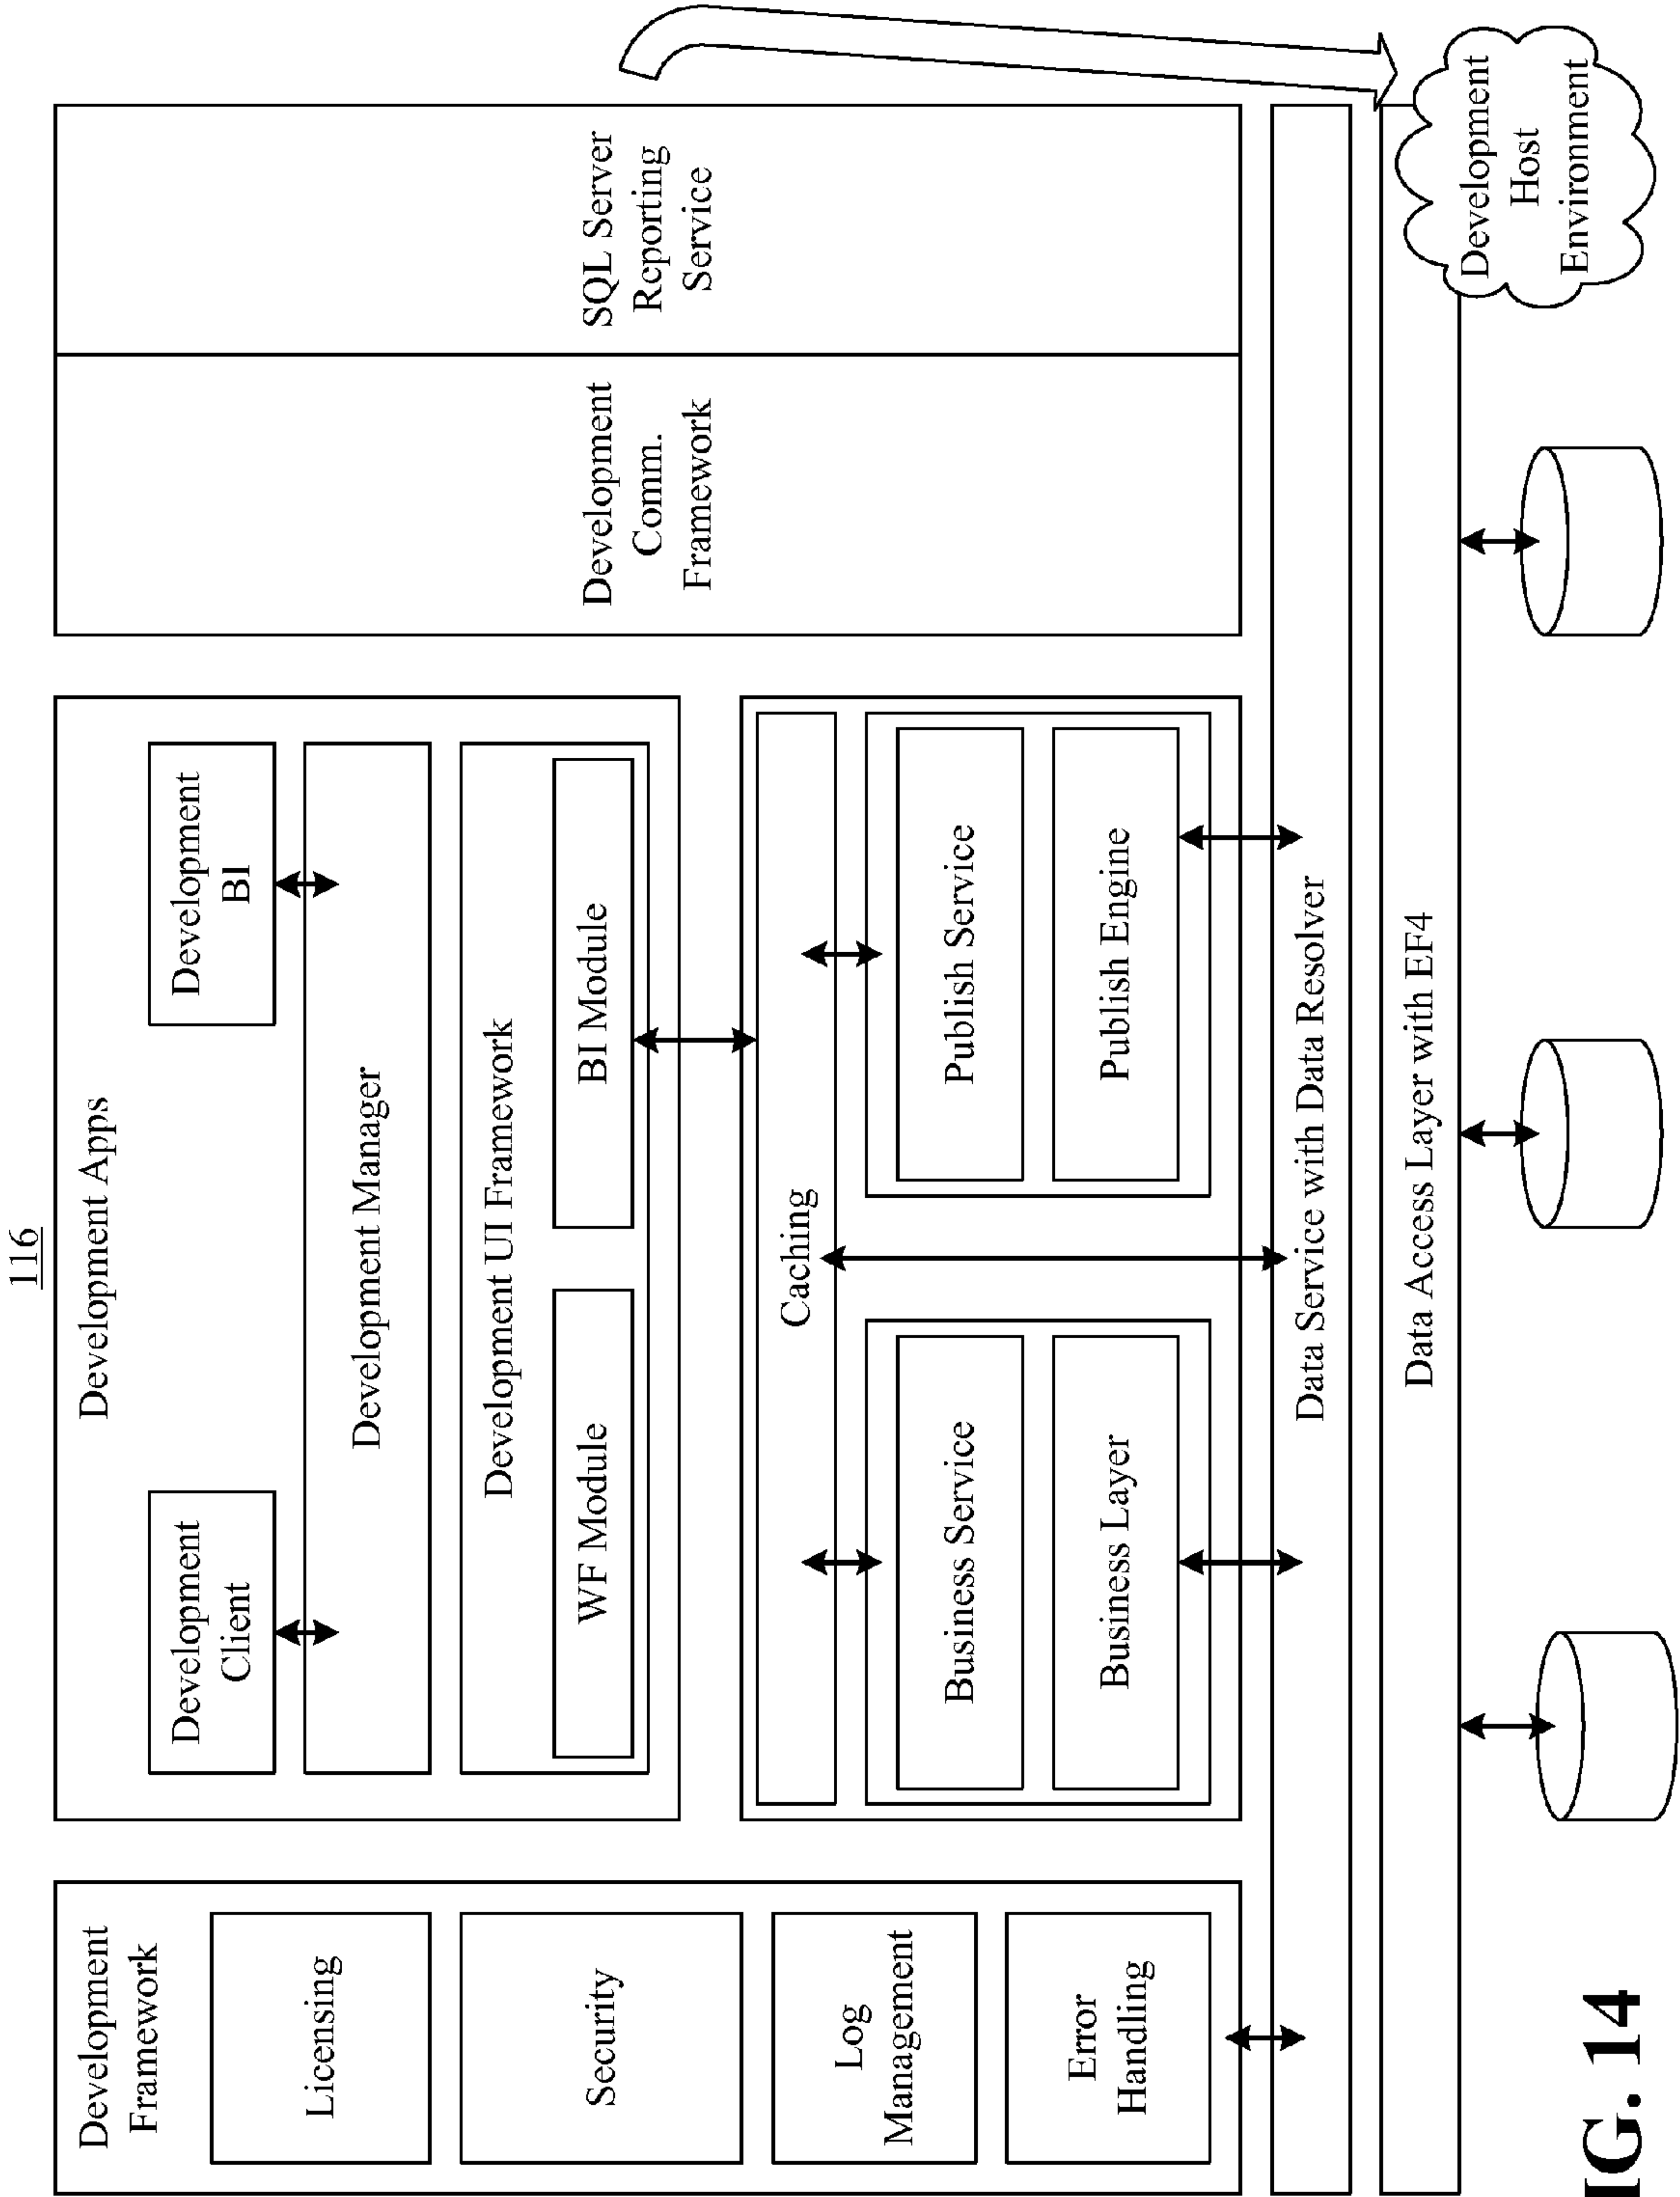 116
Development
Framework
Licensing
Security
Log
Management
Error
Handling
Development Apps
Development
Client
Development
BI
Development Manager
Development UI Framework
WF Module
BI Module
Caching
Business Service
Business Layer
Publish Service
Publish Engine
Development
Comm.
Framework
SQL Server
Reporting
Service
Data Service with Data Resolver
Data Access Layer with EF4
Development
Host
Environment
IG. 14